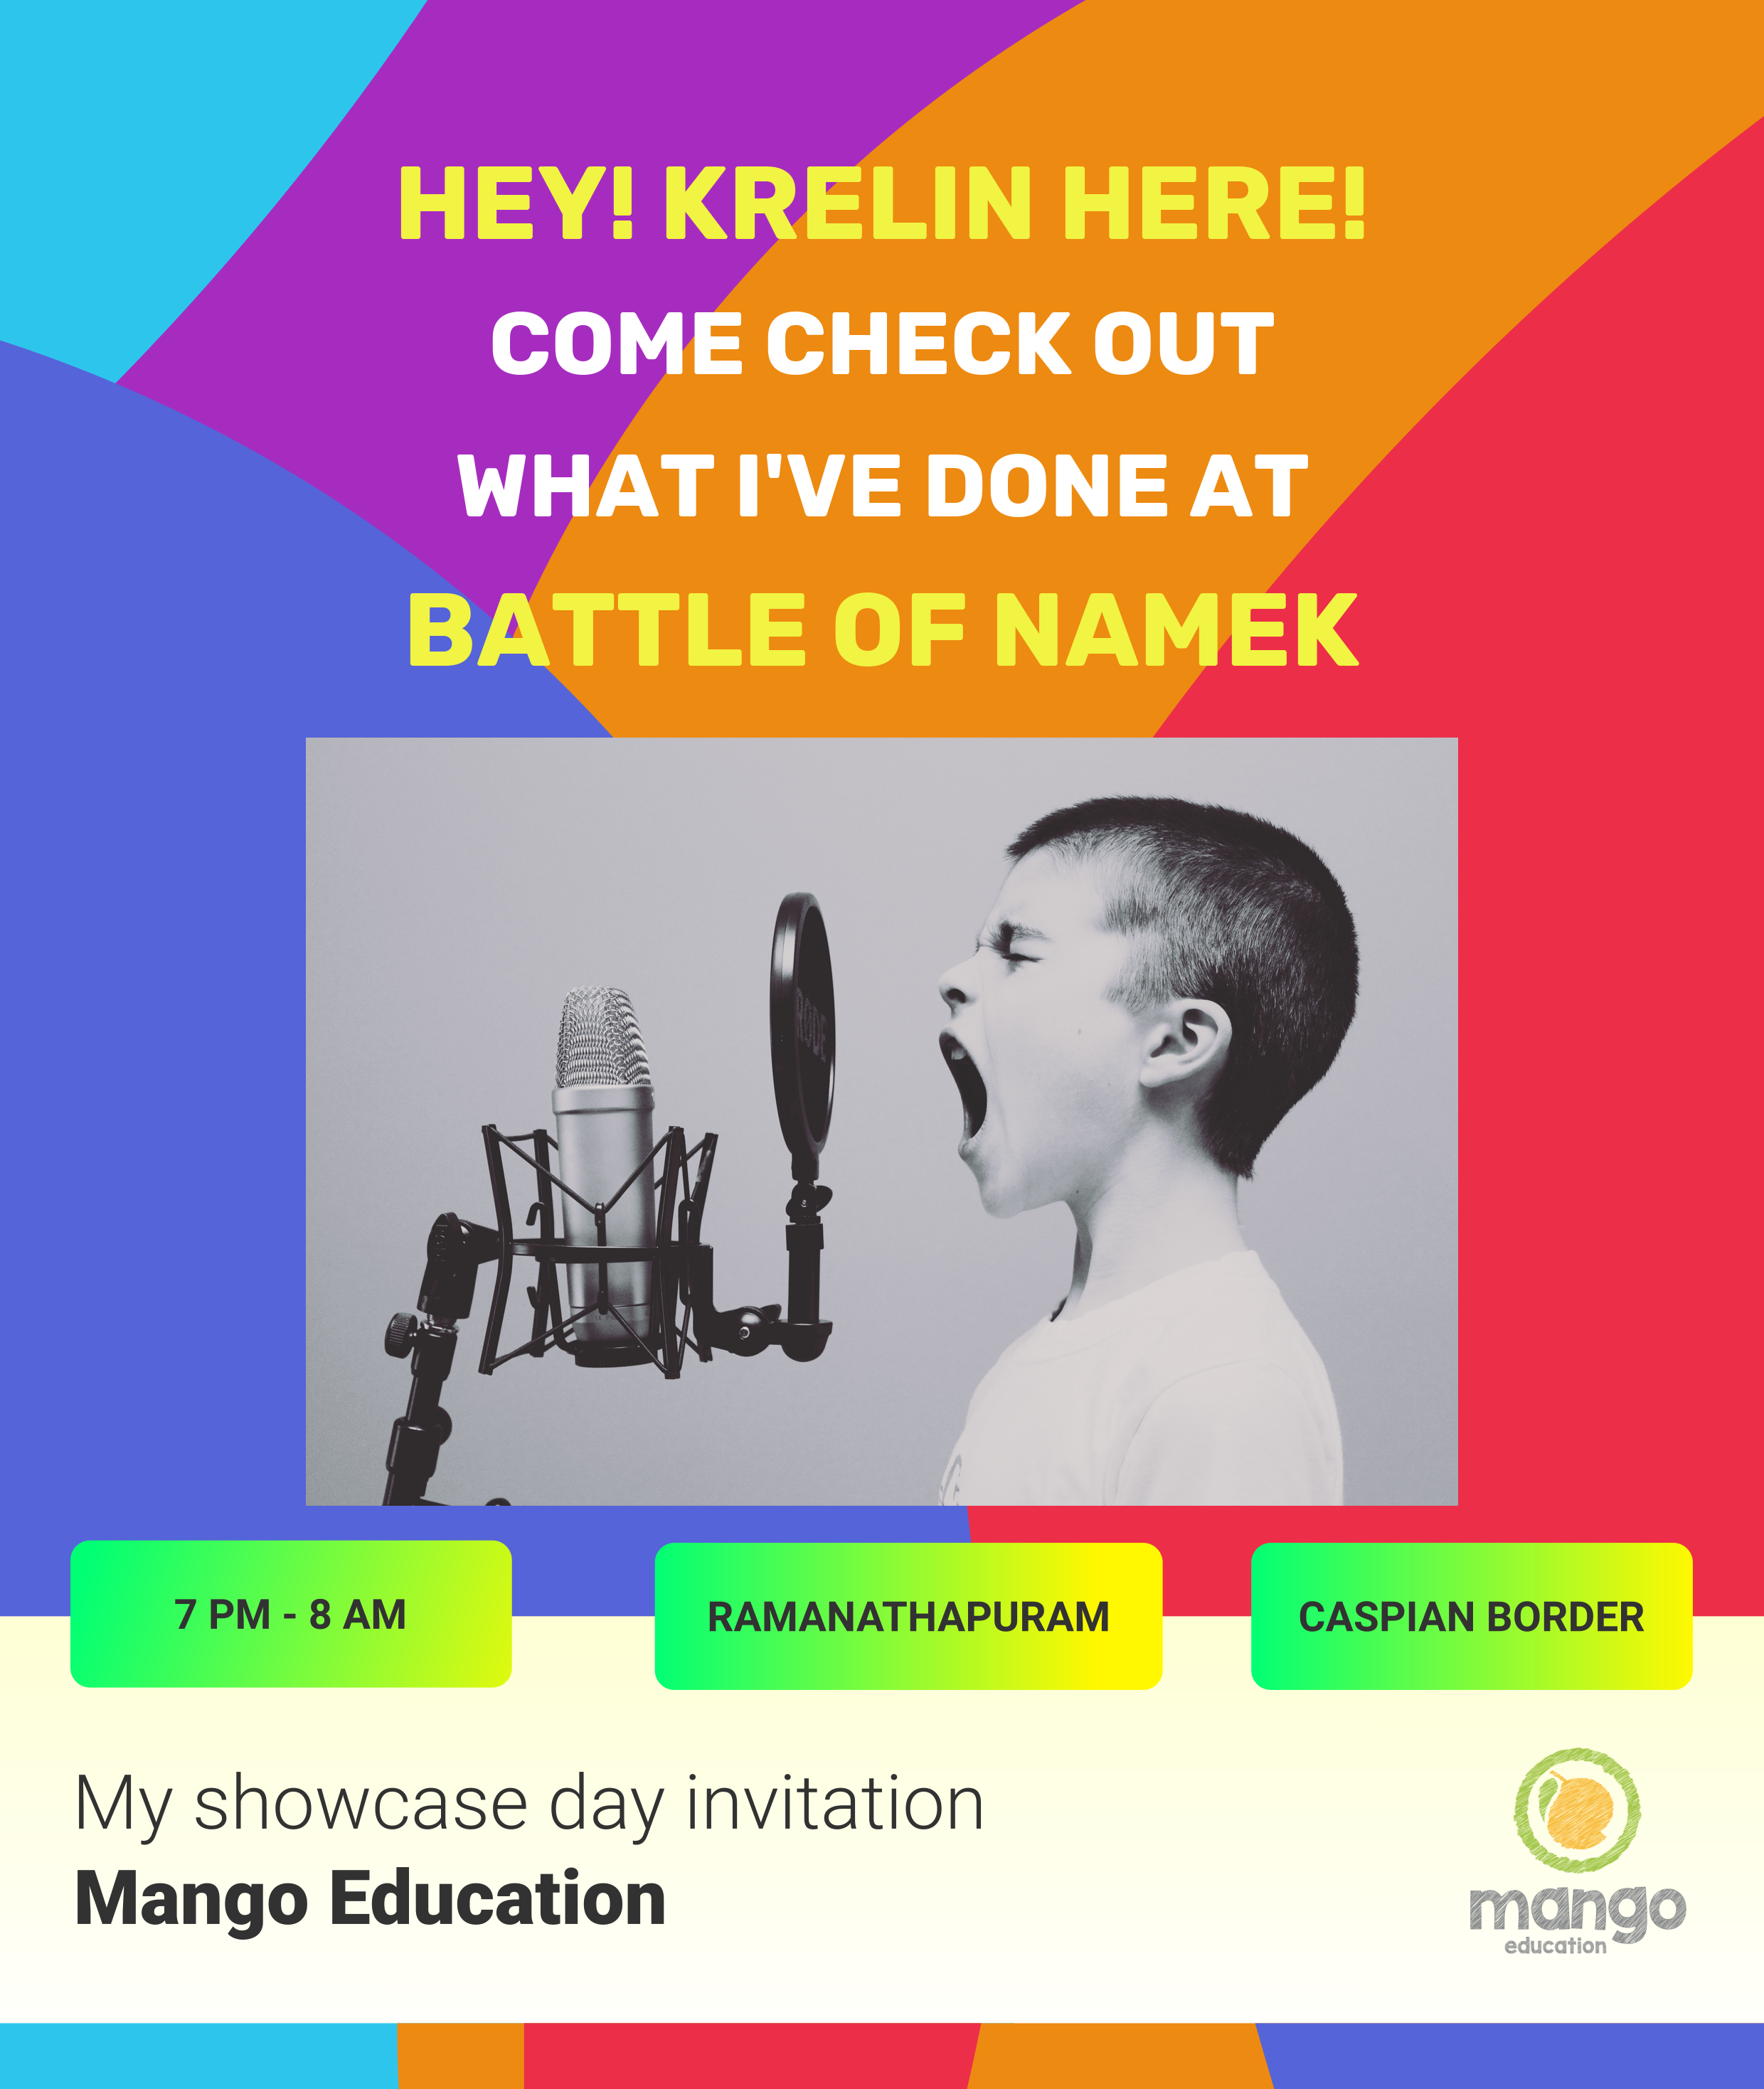 HEY! KRELIN HERE!
COME CHECK OUT
WHAT I'VE DONE AT
BATTLE OF NAMEK
RODE
7 PM - 8 AM
RAMANATHAPURAM
CASPIAN BORDER
My showcase day invitation
Mango Education
mango
education